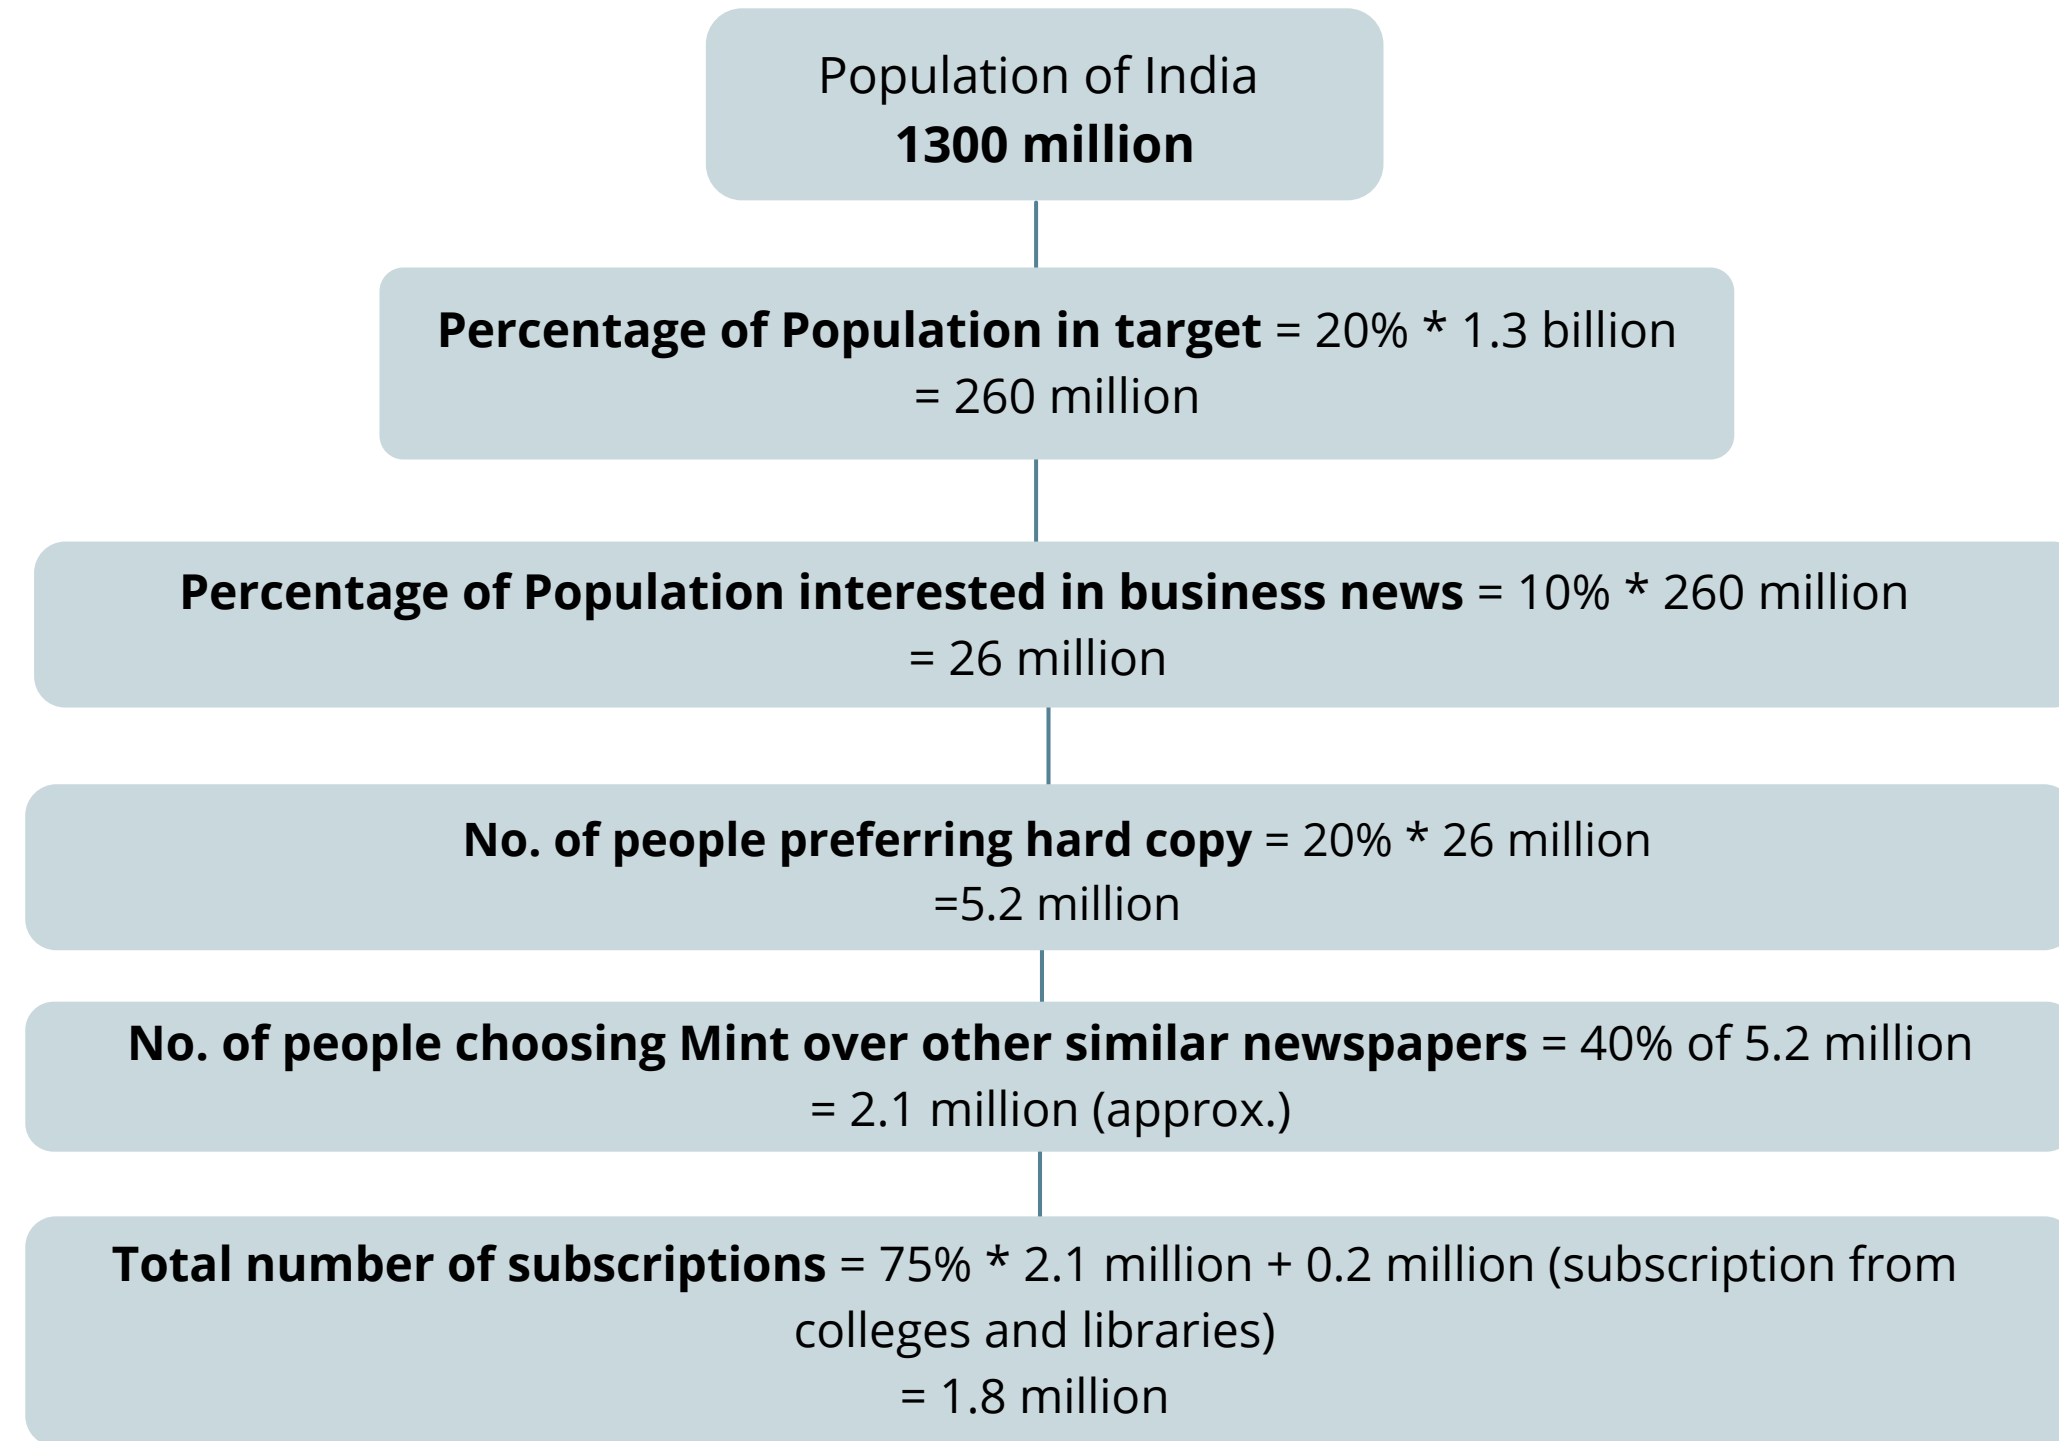 Population of India
1300 million
Percentage of Population in target = 20% * 1.3 billion
= 260 million
Percentage of Population interested in business news = 10% * 260 million
= 26 million
No. of people preferring hard copy = 20% * 26 million
=5.2 million
No. of people choosing Mint over other similar newspapers = 40% of 5.2 million
= 2.1 million (approx.)
Total number of subscriptions = 75% * 2.1 million + 0.2 million (subscription from
colleges and libraries)
= 1.8 million